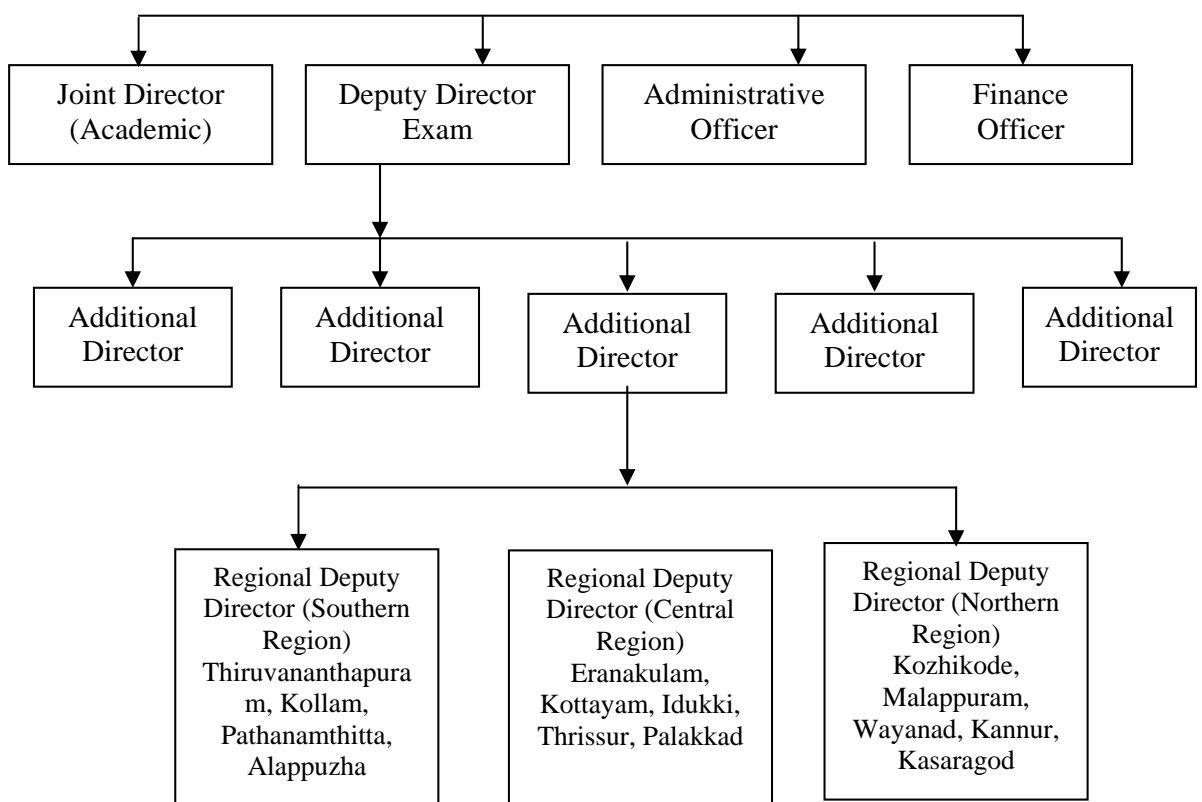 Joint Director
(Academic)
Deputy Director
Exam
Administrative
Officer
Finance
Officer
Additional
Director
Additional
Director
Additional
Director
Additional
Director
Additional
Director
Regional Deputy
Director (Southern
Region)
Thiruvananthapura
m, Kollam,
Pathanamthitta,
Alappuzha
Regional Deputy
Director (Central
Region)
Eranakulam,
Kottayam, Idukki,
Thrissur, Palakkad
Regional Deputy
Director (Northern
Region)
Kozhikode,
Malappuram,
Wayanad, Kannur,
Kasaragod